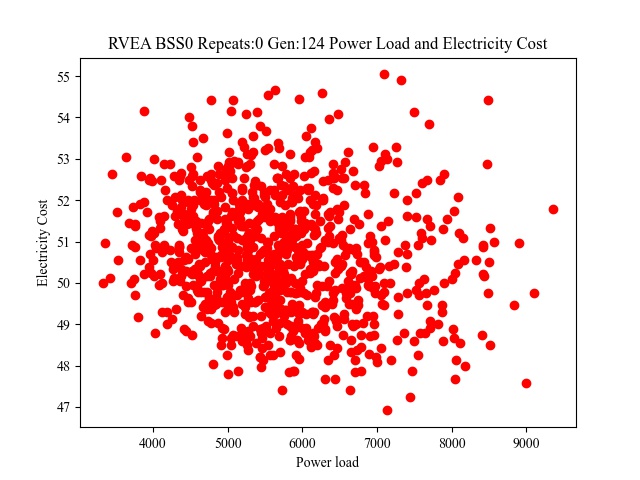 RVEA BSS0 Repeats:0 Gen:124 Power Load and Electricity Cost
55
54
53
52
51
50
49
48
47
Electricity Cost
4000 5000 6000 7000 8000 9000
Power load